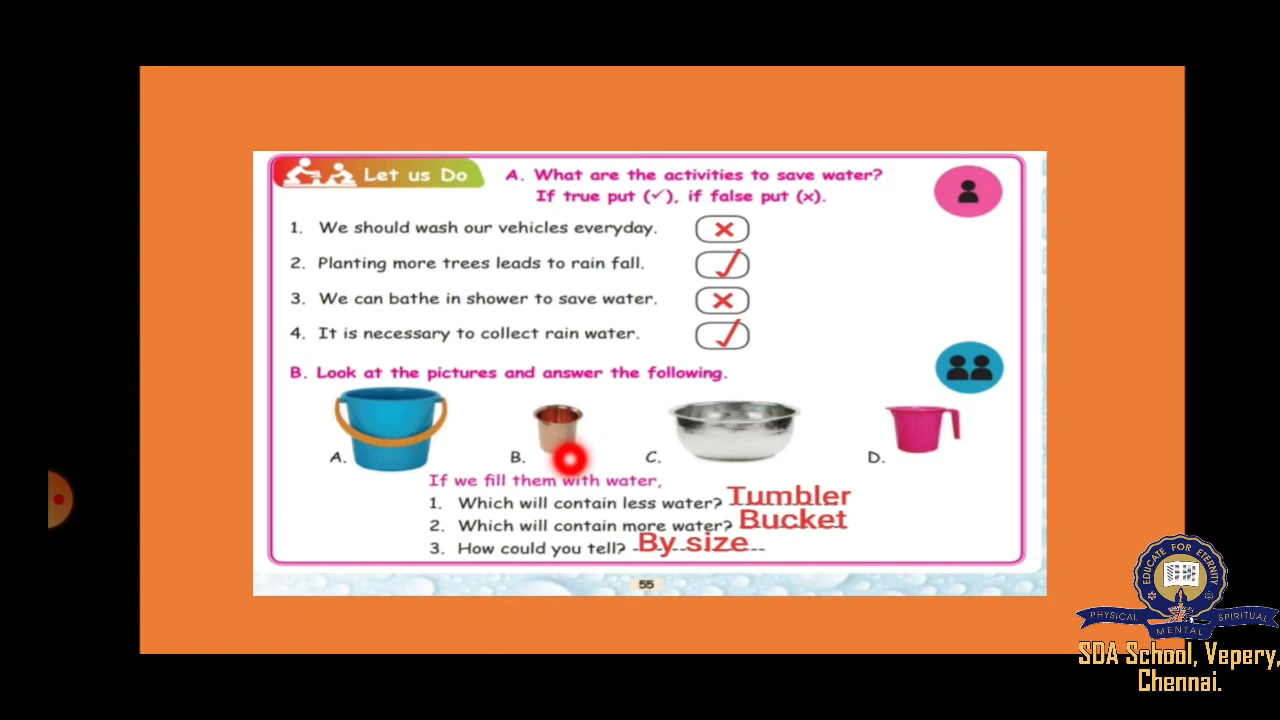 Let us Do
A. What are the activities to save water?
If true put (✓), if false put (x).
1. We should wash our vehicles everyday. ×
2. Planting more trees leads to rain fall. ✓
3. We can bathe in shower to save water. ×
4. It is necessary to collect rain water. ✓
B. Look at the pictures and answer the following.
A. B. C. D.
If we fill them with water,
1. Which will contain less water? Tumbler
2. Which will contain more water? Bucket
3. How could you tell? By size
55
EDUCATE FOR ETERNITY
PHYSICAL MENTAL SPIRITUAL
SDA School, Vepery,
Chennai.